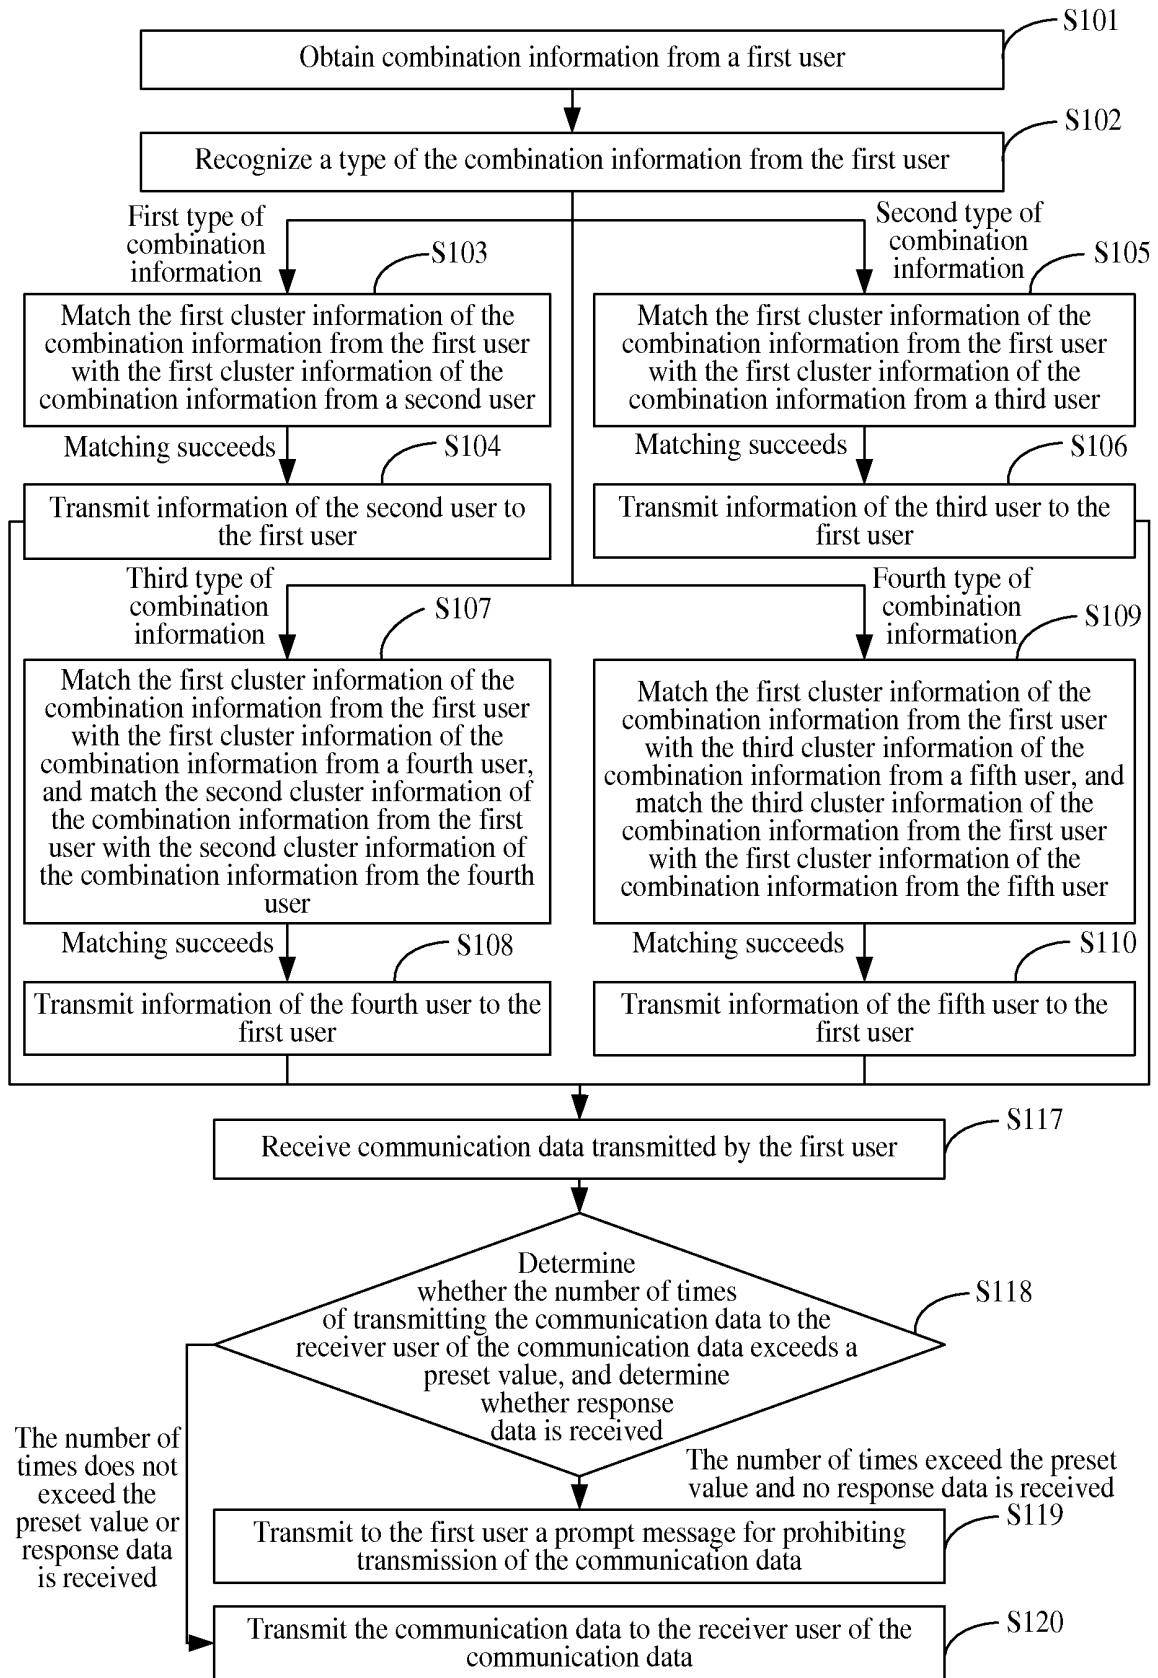 S101
Obtain combination information from a first user
S102
Recognize a type of the combination information from the first user
First type of
combination
information
Second type of
combination
information
S103
S105
Match the first cluster information of the
combination information from the first user
with the first cluster information of the
combination information from a second user
Match the first cluster information of the
combination information from the first user
with the first cluster information of the
combination information from a third user
Matching succeeds
S104
Matching succeeds
S106
Transmit information of the second user to
the first user
Transmit information of the third user to the
first user
Third type of
combination
information
Fourth type of
combination
information
S107
S109
Match the first cluster information of the
combination information from the first user
with the first cluster information of the
combination information from a fourth user,
and match the second cluster information of
the combination information from the first
user with the second cluster information of
the combination information from the fourth
user
Match the first cluster information of the
combination information from the first user
with the third cluster information of the
combination information from a fifth user, and
match the third cluster information of the
combination information from the first user
with the first cluster information of the
combination information from the fifth user
Matching succeeds
S108
Matching succeeds
S110
Transmit information of the fourth user to the
first user
Transmit information of the fifth user to the
first user
S117
Receive communication data transmitted by the first user
S118
Determine
whether the number of times
of transmitting the communication data to the
receiver user of the communication data exceeds a
preset value, and determine
whether response
data is received
The number of
times does not
exceed the
preset value or
response data
is received
The number of times exceed the preset
value and no response data is received
S119
Transmit to the first user a prompt message for prohibiting
transmission of the communication data
S120
Transmit the communication data to the receiver user of the
communication data